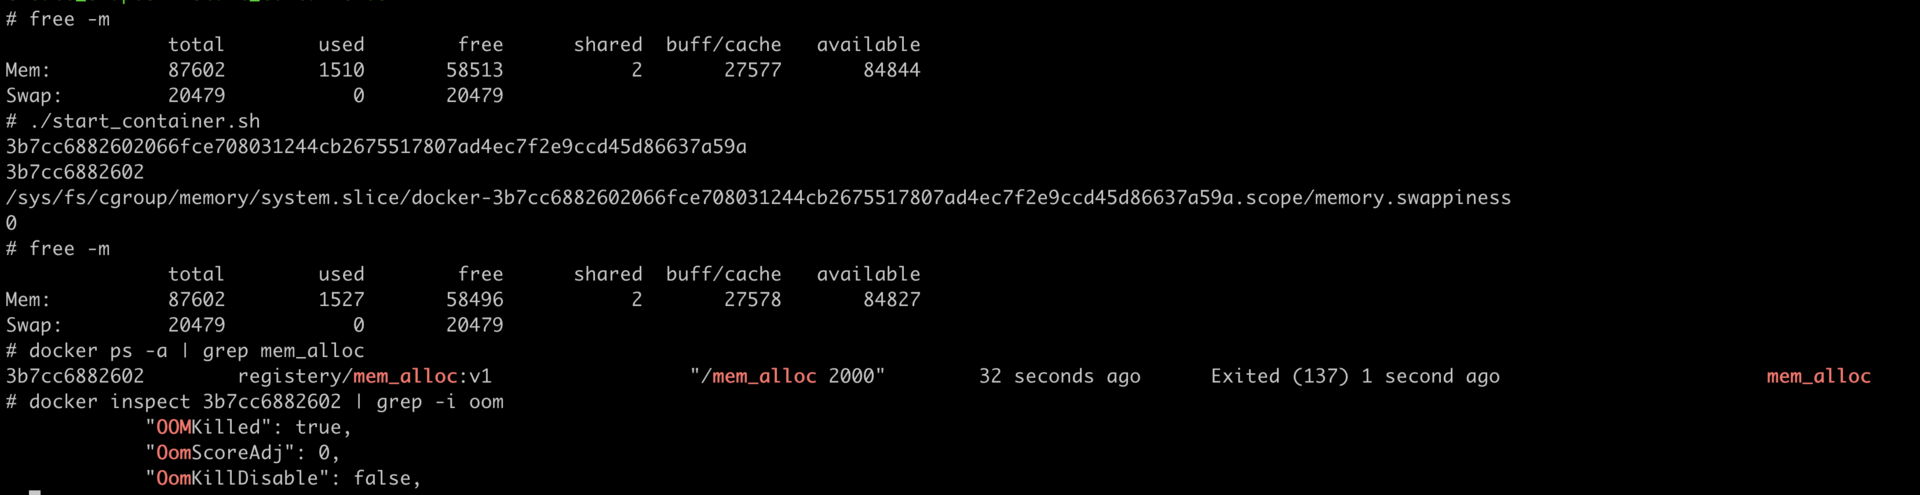 # free -m
total used free shared buff/cache available
Mem: 87602 1510 58513 2 27577 84844
Swap: 20479 0 20479
# ./start_container.sh
3b7cc6882602066fce708031244cb2675517807ad4ec7f2e9ccd45d86637a59a
3b7cc6882602
/sys/fs/cgroup/memory/system.slice/docker-3b7cc6882602066fce708031244cb2675517807ad4ec7f2e9ccd45d86637a59a.scope/memory.swappiness
0
# free -m
total used free shared buff/cache available
Mem: 87602 1527 58496 2 27578 84827
Swap: 20479 0 20479
# docker ps -a | grep mem_alloc
3b7cc6882602 registery/mem_alloc:v1 "/mem_alloc 2000" 32 seconds ago Exited (137) 1 second ago mem_alloc
# docker inspect 3b7cc6882602 | grep -i oom
"OOMKilled": true,
"OomScoreAdj": 0,
"OomKillDisable": false,